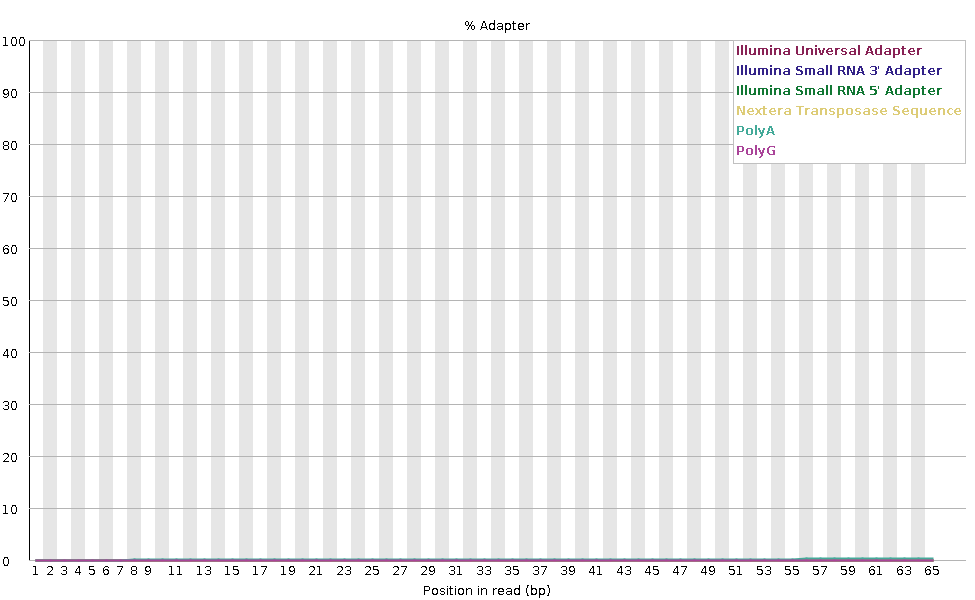 % Adapter
100
90
80
70
60
50
40
30
20
10
0
Illumina Universal Adapter
Illumina Small RNA 3' Adapter
Illumina Small RNA 5' Adapter
Nextera Transposase Sequence
PolyA
PolyG
1 2 3 4 5 6 7 8 9 11 13 15 17 19 21 23 25 27 29 31 33 35 37 39 41 43 45 47 49 51 53 55 57 59 61 63 65
Position in read (bp)